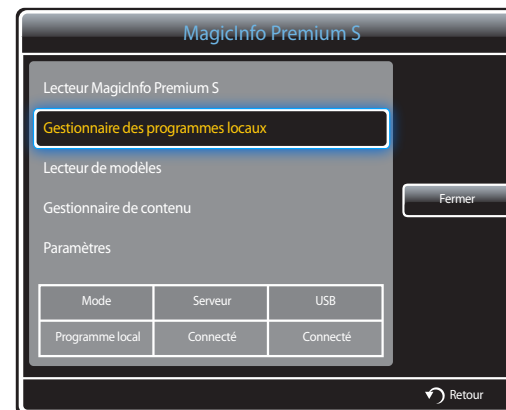 MagicInfo Premium S
Lecteur MagicInfo Premium S
Gestionnaire des programmes locaux
Lecteur de modèles
Gestionnaire de contenu
Paramètres
Fermer
Mode Serveur USB
Programme local Connecté Connecté
Retour